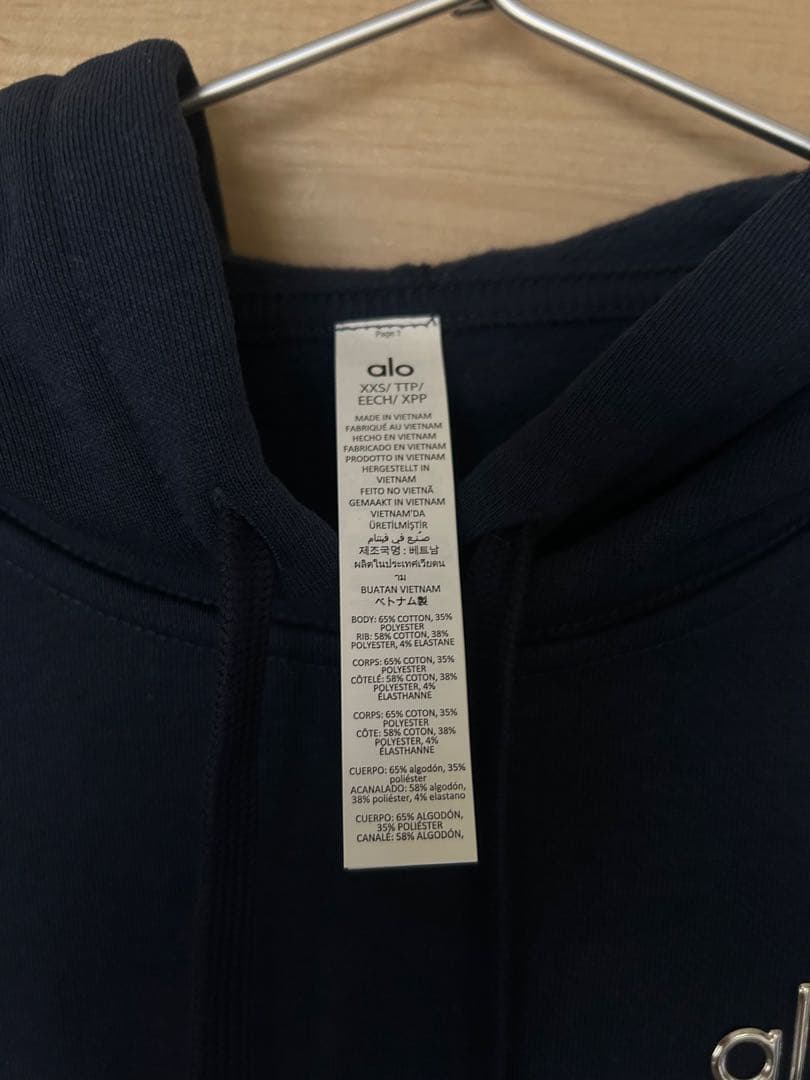 Page 1
alo
XXS/ TTP/
EECH/ XPP
MADE IN VIETNAM
FABRIQUÉ AU VIETNAM
HECHO EN VIETNAM
FABRICADO EN VIETNAM
PRODOTTO IN VIETNAM
HERGESTELLT IN
VIETNAM
FEITO NO VIETNÃ
GEMAAKT IN VIETNAM
VIETNAM'DA
ÜRETİLMİŞTİR
صُنع في فيتنام
제조국명 : 베트남
ผลิตในประเทศเวียดน
าม
BUATAN VIETNAM
ベトナム製
BODY: 65% COTTON, 35%
POLYESTER
RIB: 58% COTTON, 38%
POLYESTER, 4% ELASTANE
CORPS: 65% COTON, 35%
POLYESTER
CÔTELÉ: 58% COTON, 38%
POLYESTER, 4%
ÉLASTHANNE
CORPS: 65% COTON, 35%
POLYESTER
CÔTE: 58% COTON, 38%
POLYESTER, 4%
ÉLASTHANNE
CUERPO: 65% algodón, 35%
poliéster
ACANALADO: 58% algodón,
38% poliéster, 4% elastano
CUERPO: 65% ALGODÓN,
35% POLIÉSTER
CANALÉ: 58% ALGODÓN,
al